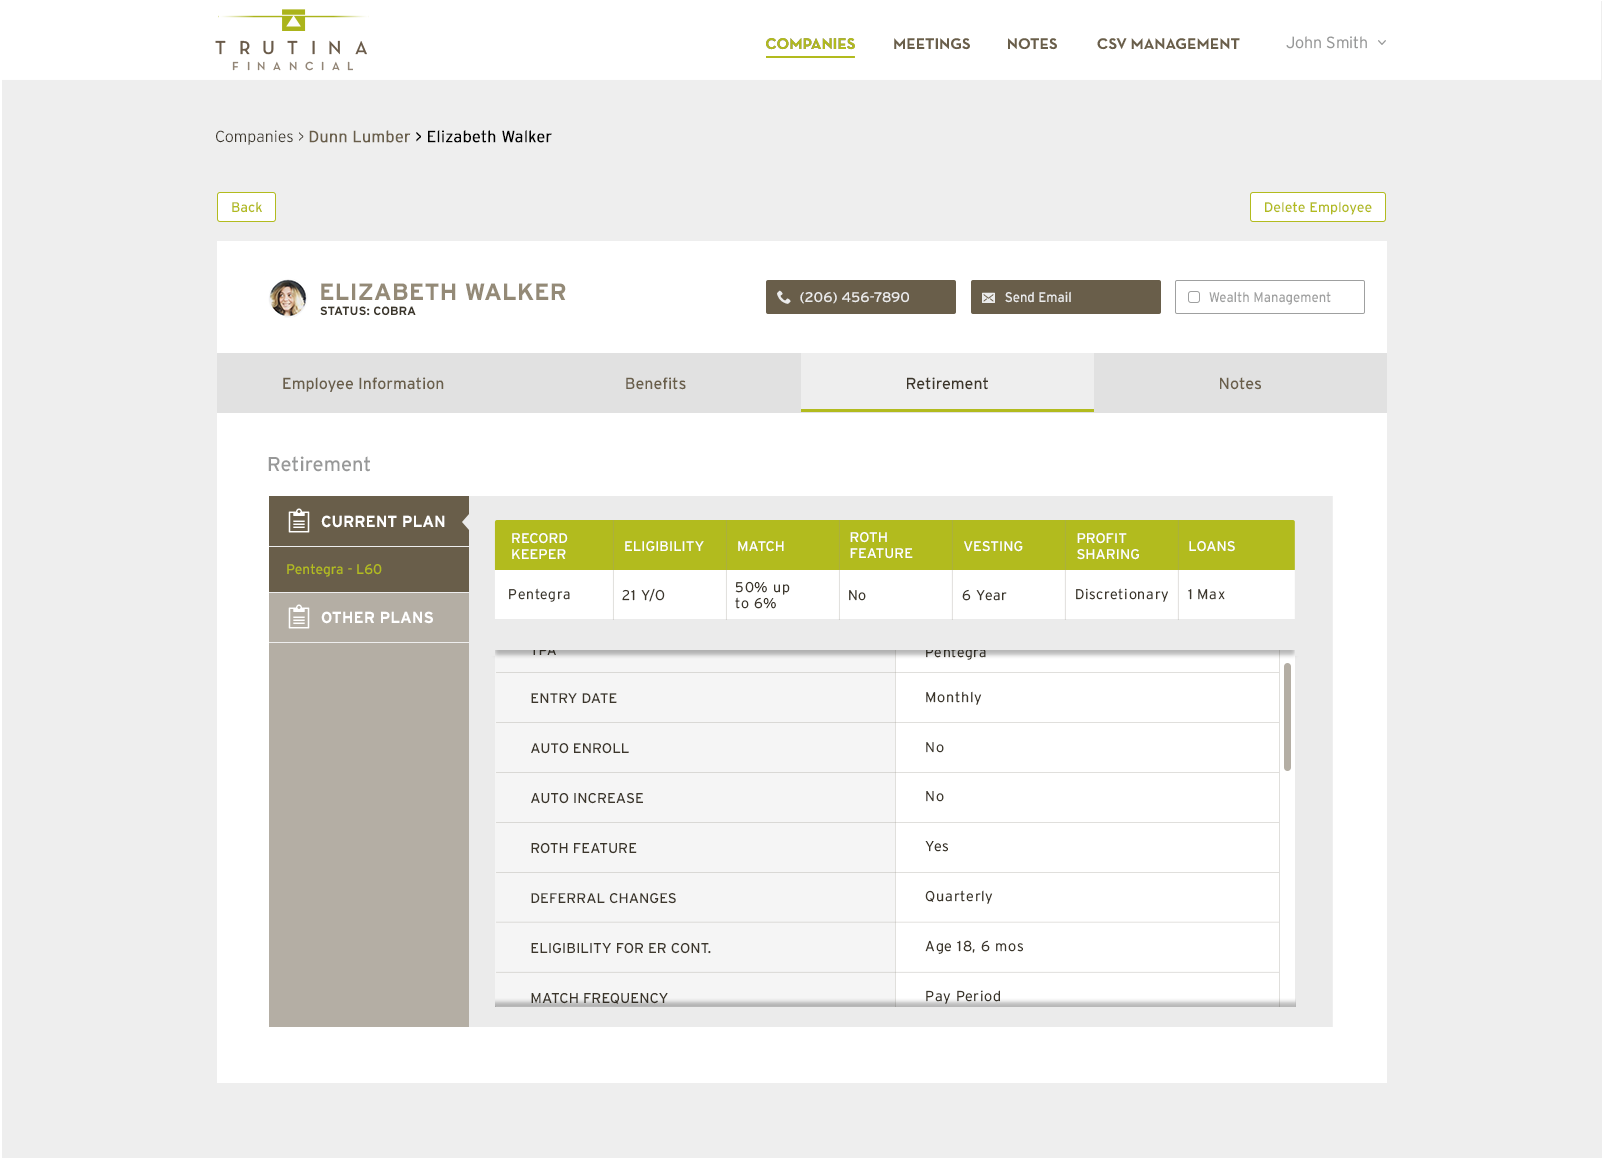 TRUTINA
FINANCIAL
COMPANIES MEETINGS NOTES CSV MANAGEMENT John Smith
Companies > Dunn Lumber > Elizabeth Walker
Back Delete Employee
ELIZABETH WALKER
STATUS: COBRA
(206) 456-7890 Send Email Wealth Management
Employee Information Benefits Retirement Notes
Retirement
CURRENT PLAN
Pentegra - L60
OTHER PLANS
RECORD
KEEPER
ELIGIBILITY
MATCH
ROTH
FEATURE
VESTING
PROFIT
SHARING
LOANS
Pentegra
21 Y/O
50% up
to 6%
No
6 Year
Discretionary
1 Max
TPA Pentegra
ENTRY DATE Monthly
AUTO ENROLL No
AUTO INCREASE No
ROTH FEATURE Yes
DEFERRAL CHANGES Quarterly
ELIGIBILITY FOR ER CONT. Age 18, 6 mos
MATCH FREQUENCY Pay Period